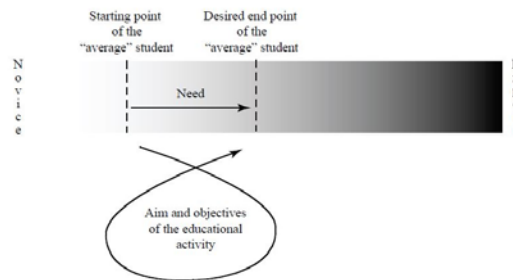 Starting point
of the
“average” student
Desired end point
of the
“average” student
Novice
Need
Aim and objectives
of the educational
activity